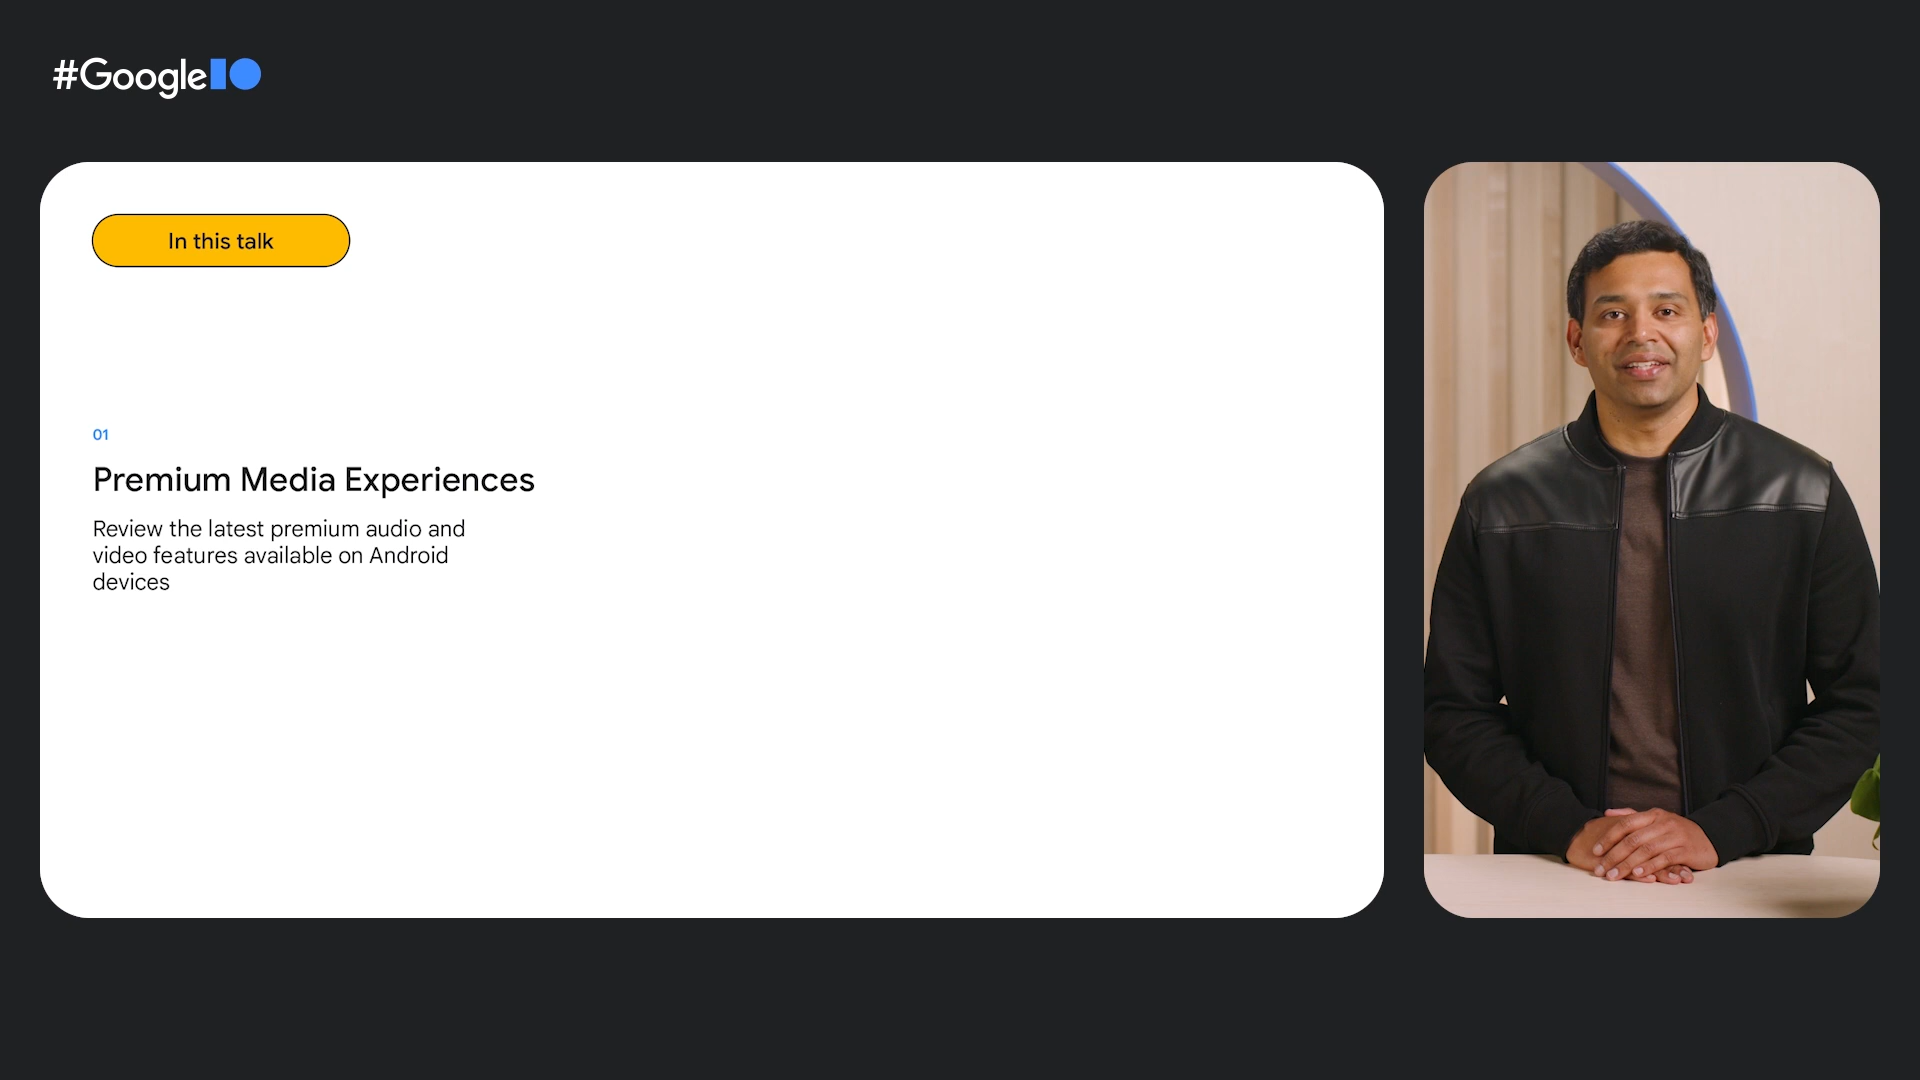 #GoogleIO
In this talk
01
Premium Media Experiences
Review the latest premium audio and
video features available on Android
devices